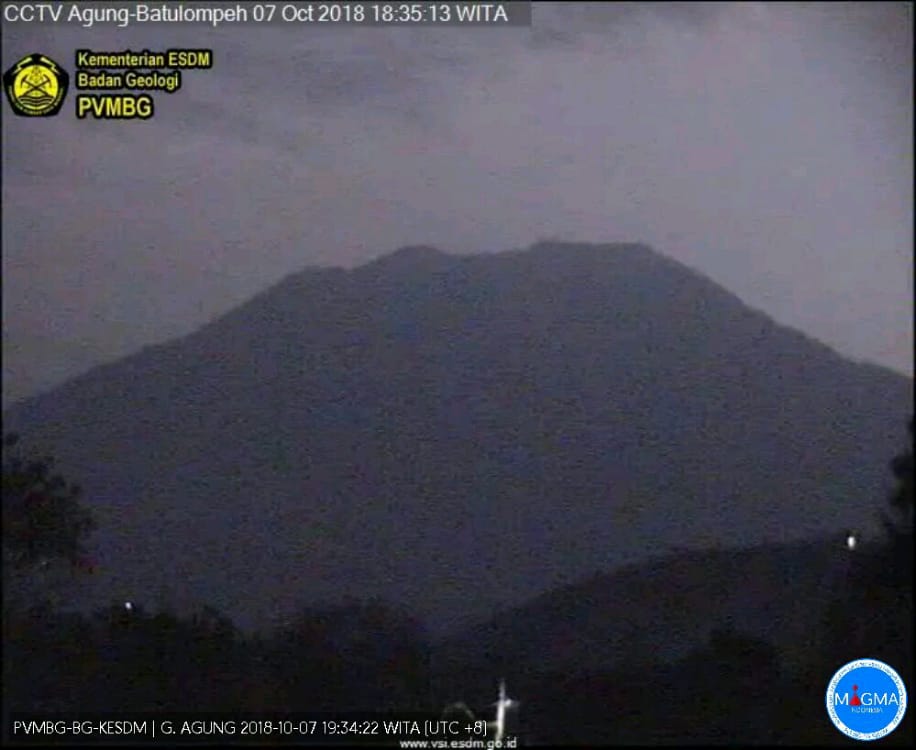 CCTV Agung-Batulompeh 07 Oct 2018 18:35:13 WITA
Kementerian ESDM
Badan Geologi
PVMBG
MAGMA
INDONESIA
PVMBG-BG-KESDM | G. AGUNG 2018-10-07 19:34:22 WITA (UTC +8)
www.vsi.esdm.go.id